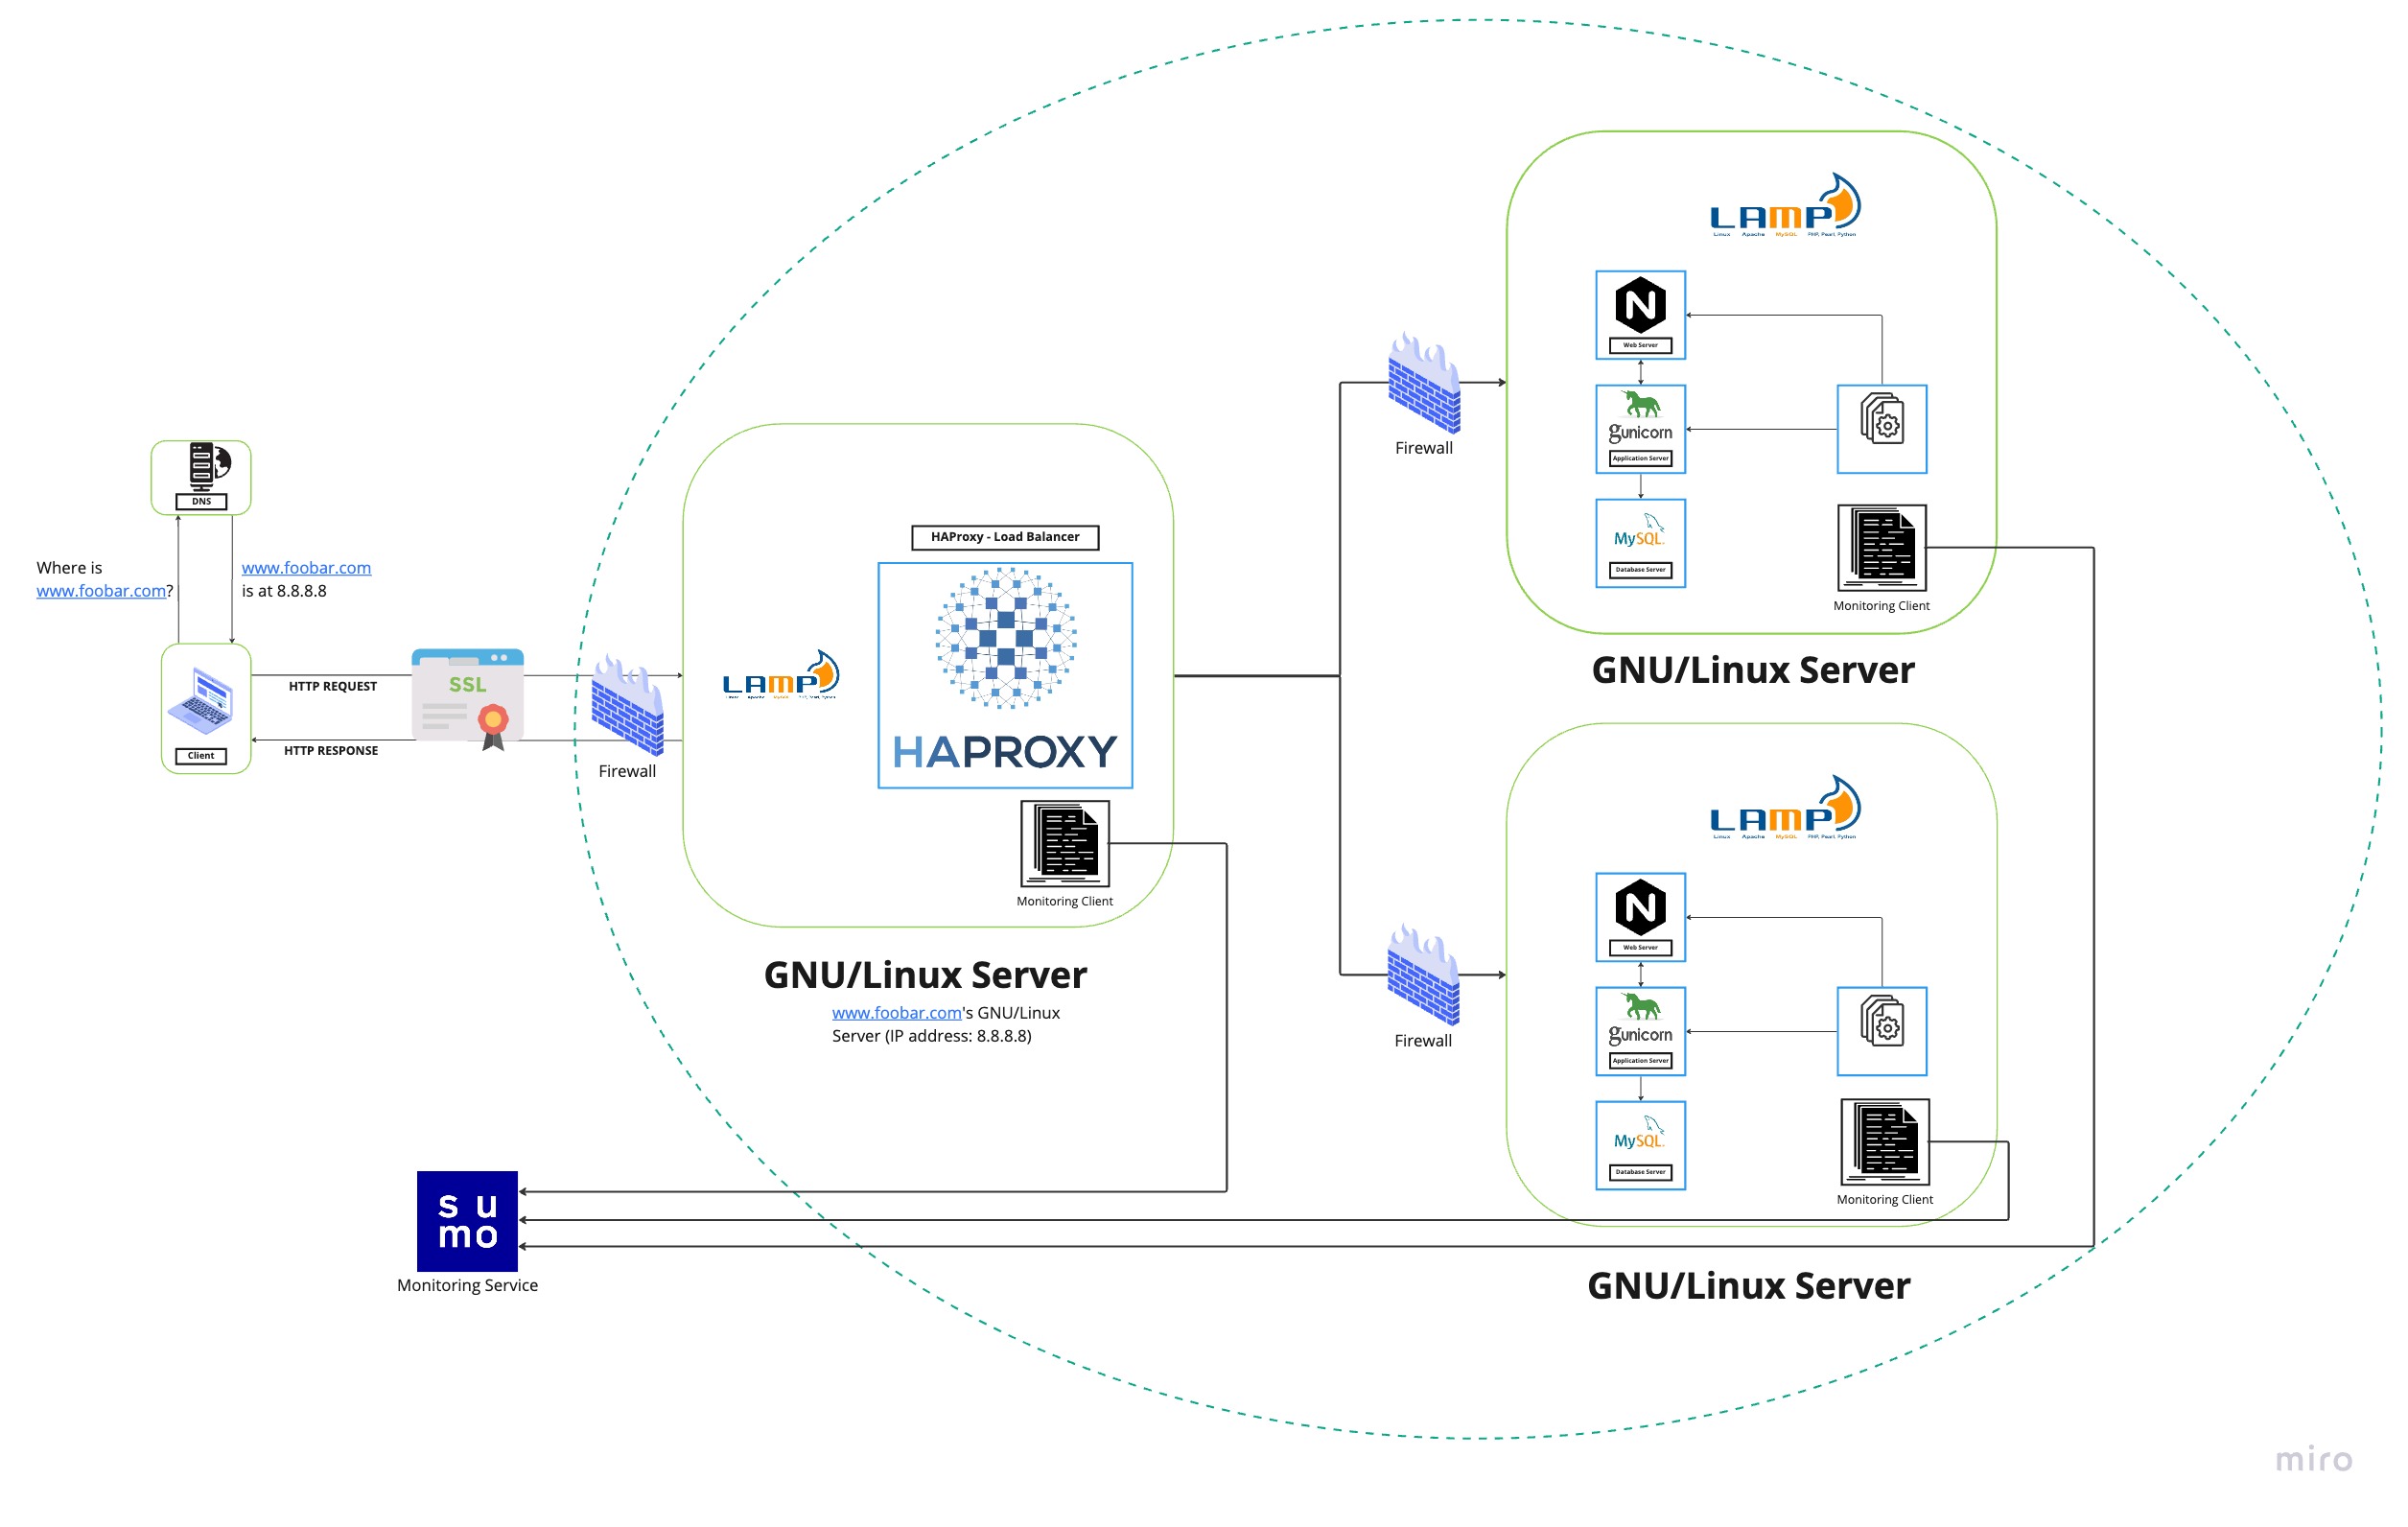 DNS
Where is
www.foobar.com?
www.foobar.com
is at 8.8.8.8
Client
HTTP REQUEST
HTTP RESPONSE
SSL
Firewall
LAMP
HAProxy - Load Balancer
HAPROXY
Monitoring Client
GNU/Linux Server
www.foobar.com's GNU/Linux
Server (IP address: 8.8.8.8)
Firewall
LAMP
Linux Apache MySQL PHP, Pearl, Python
N
Web Server
gunicorn
Application Server
MySQL
Database Server
Monitoring Client
GNU/Linux Server
Firewall
LAMP
Linux Apache MySQL PHP, Pearl, Python
N
Web Server
gunicorn
Application Server
MySQL
Database Server
Monitoring Client
GNU/Linux Server
su
mo
Monitoring Service
miro